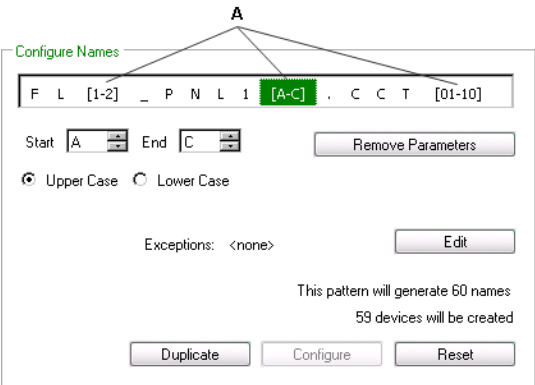 A
Configure Names
F L [1-2] _ P N L 1 [A-C] . C C T [01-10]
Start A End C Remove Parameters
Upper Case Lower Case
Exceptions: <none> Edit
This pattern will generate 60 names
59 devices will be created
Duplicate Configure Reset